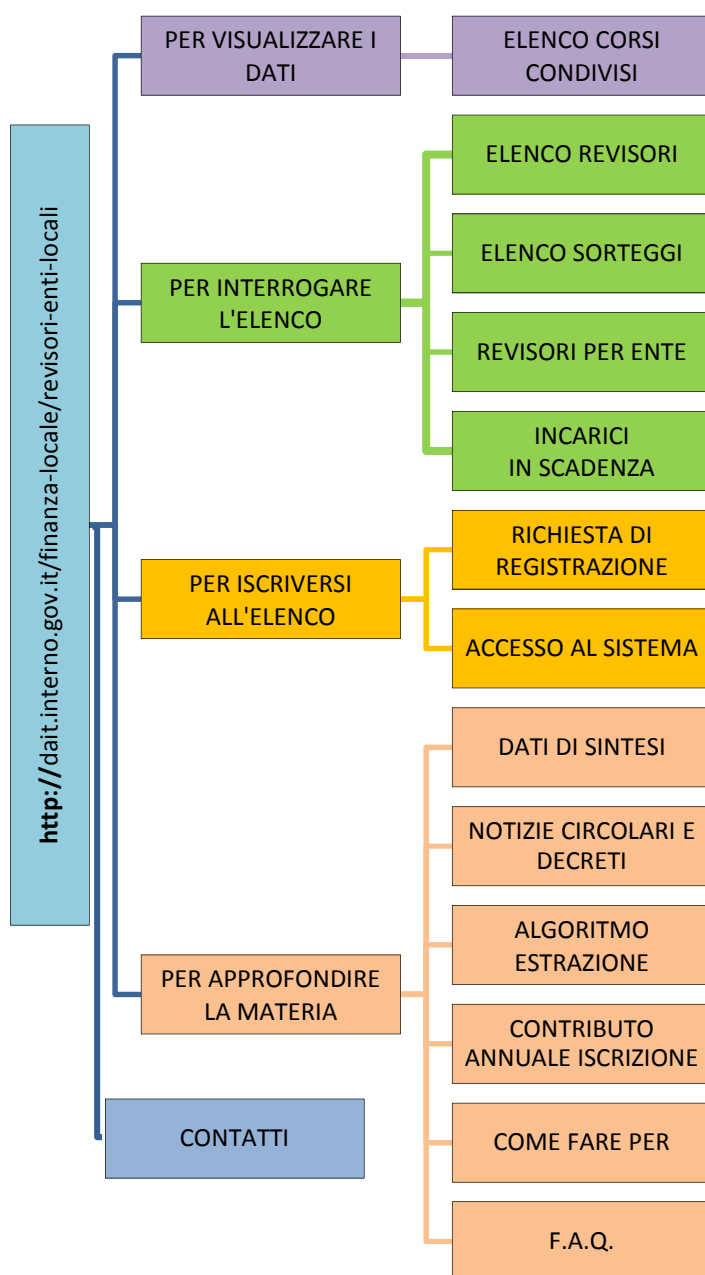 http://dait.interno.gov.it/finanza-locale/revisori-enti-locali
PER VISUALIZZARE I
DATI
ELENCO CORSI
CONDIVISI
PER INTERROGARE
L'ELENCO
ELENCO REVISORI
ELENCO SORTEGGI
REVISORI PER ENTE
INCARICI
IN SCADENZA
PER ISCRIVERSI
ALL'ELENCO
RICHIESTA DI
REGISTRAZIONE
ACCESSO AL SISTEMA
PER APPROFONDIRE
LA MATERIA
DATI DI SINTESI
NOTIZIE CIRCOLARI E
DECRETI
ALGORITMO
ESTRAZIONE
CONTRIBUTO
ANNUALE ISCRIZIONE
COME FARE PER
F.A.Q.
CONTATTI